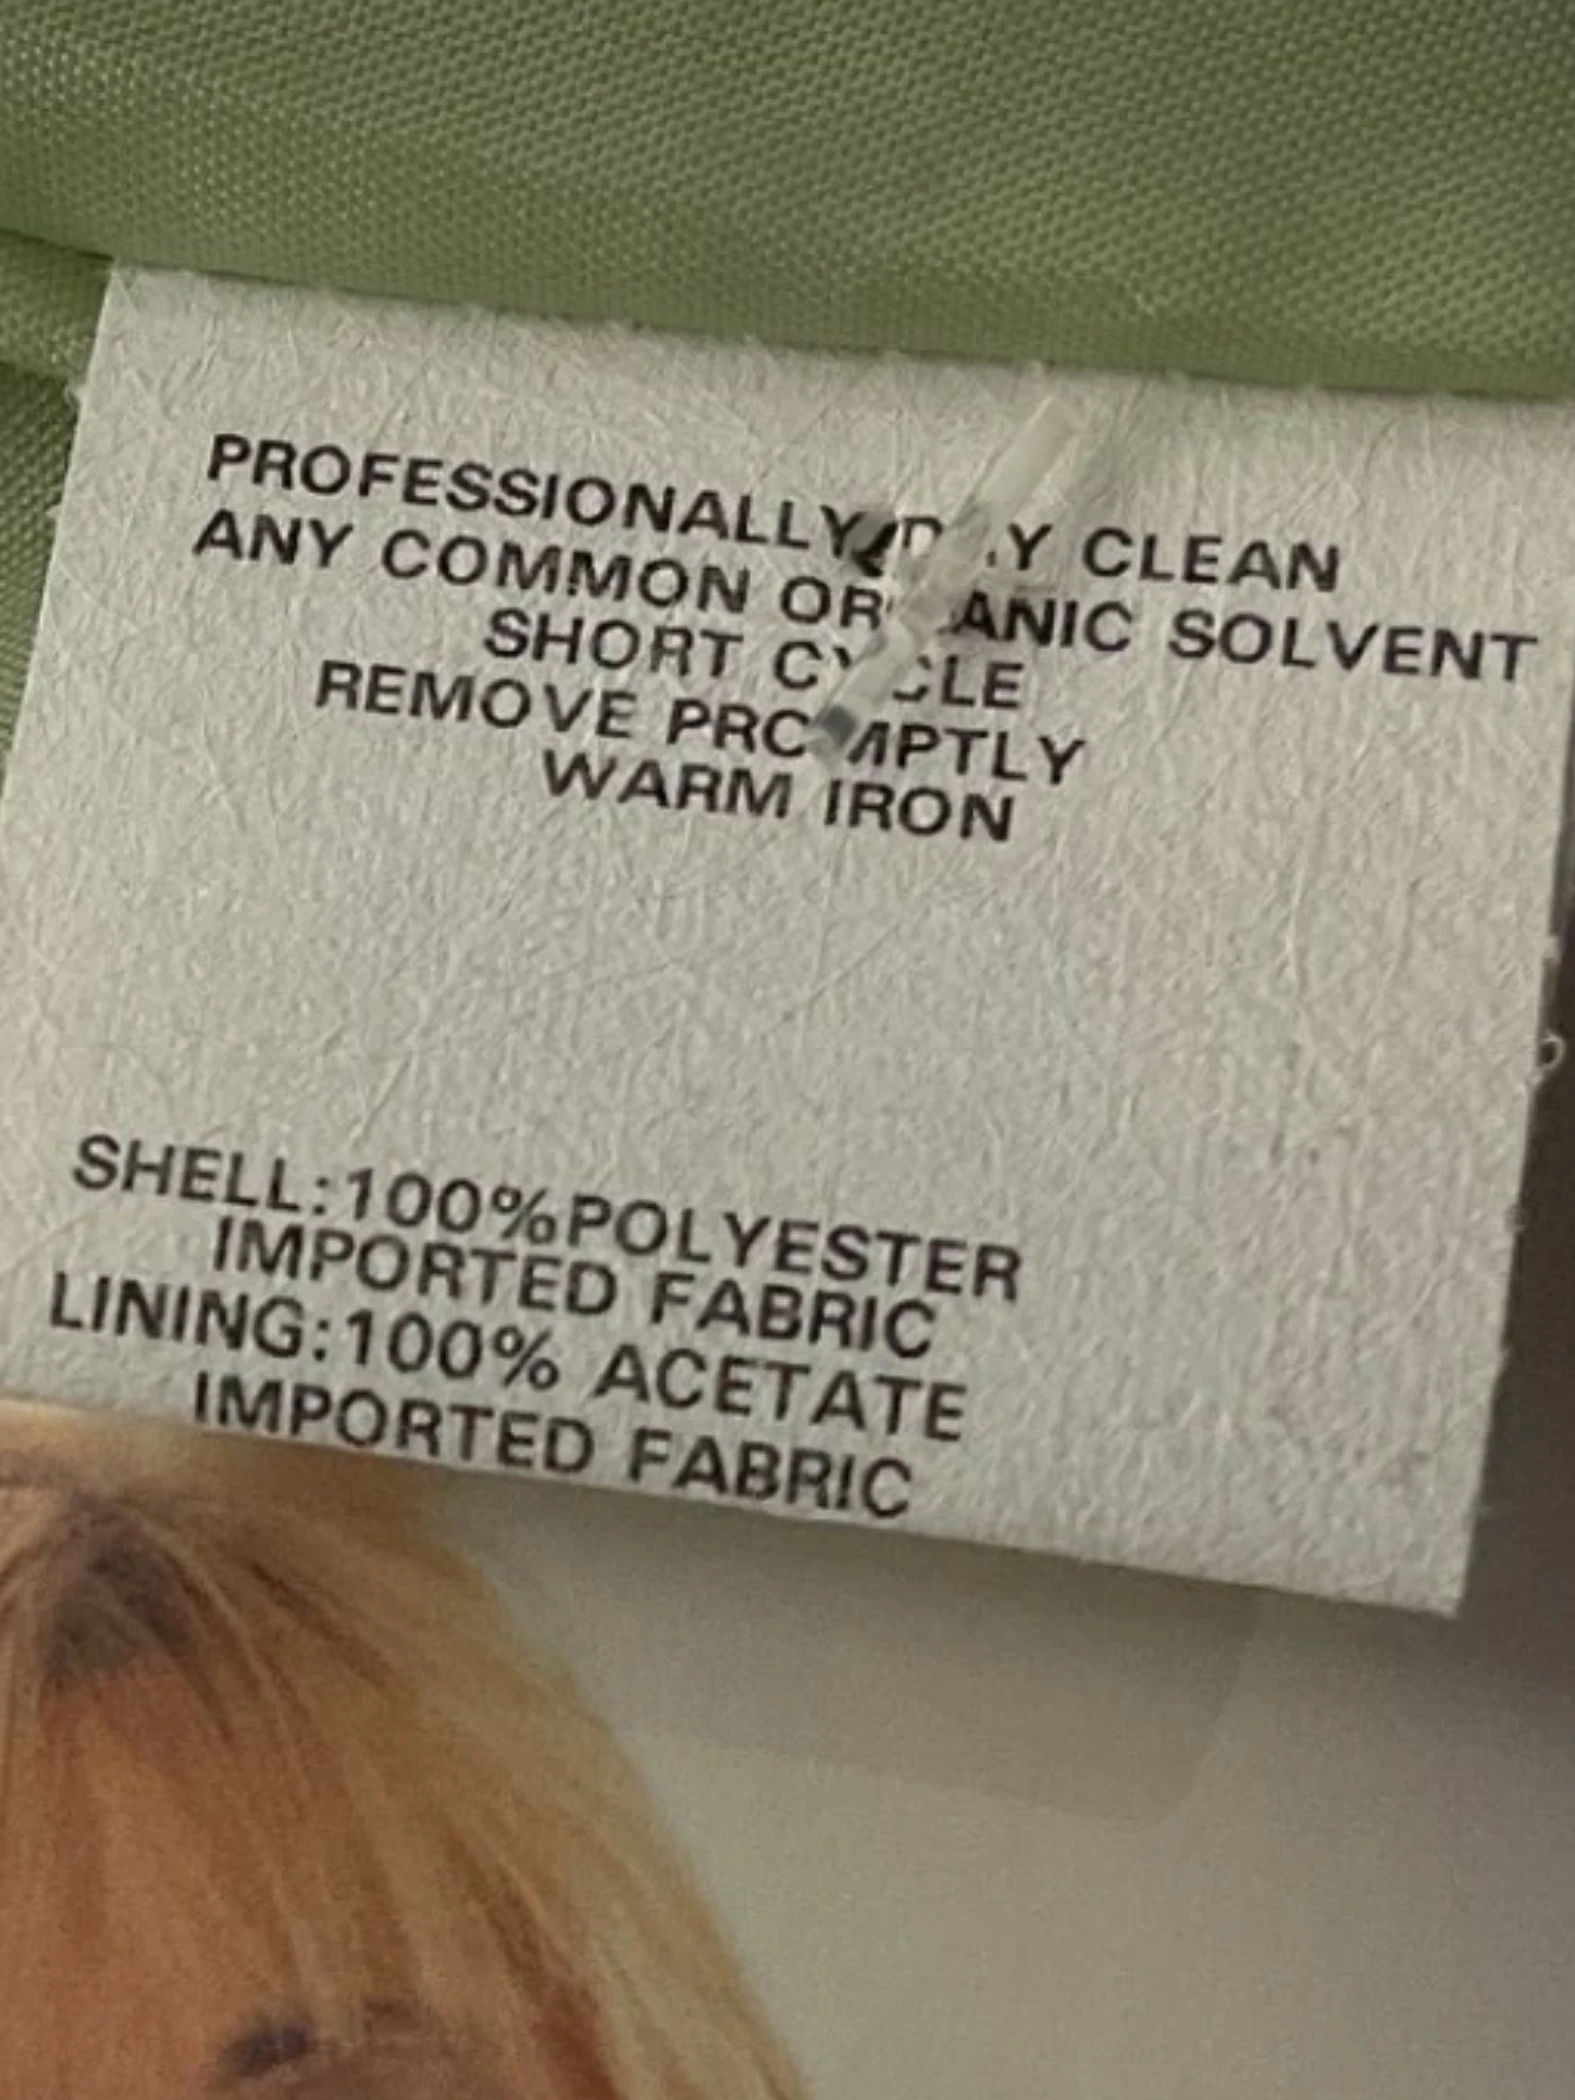 PROFESSIONALLY DRY CLEAN
ANY COMMON ORGANIC SOLVENT
SHORT CYCLE
REMOVE PROMPTLY
WARM IRON
SHELL:100%POLYESTER
IMPORTED FABRIC
LINING:100% ACETATE
IMPORTED FABRIC